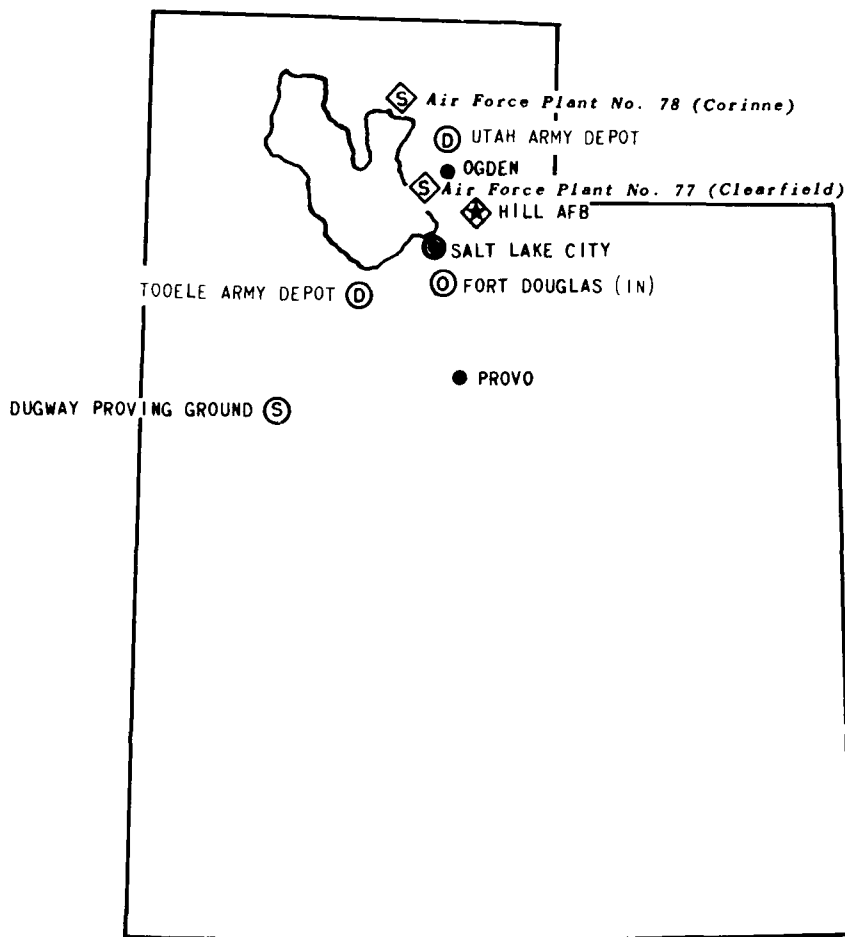 S Air Force Plant No. 78 (Corinne)
D UTAH ARMY DEPOT
OGDEN
S Air Force Plant No. 77 (Clearfield)
HILL AFB
SALT LAKE CITY
TOOELE ARMY DEPOT D
O FORT DOUGLAS (IN)
PROVO
DUGWAY PROVING GROUND S